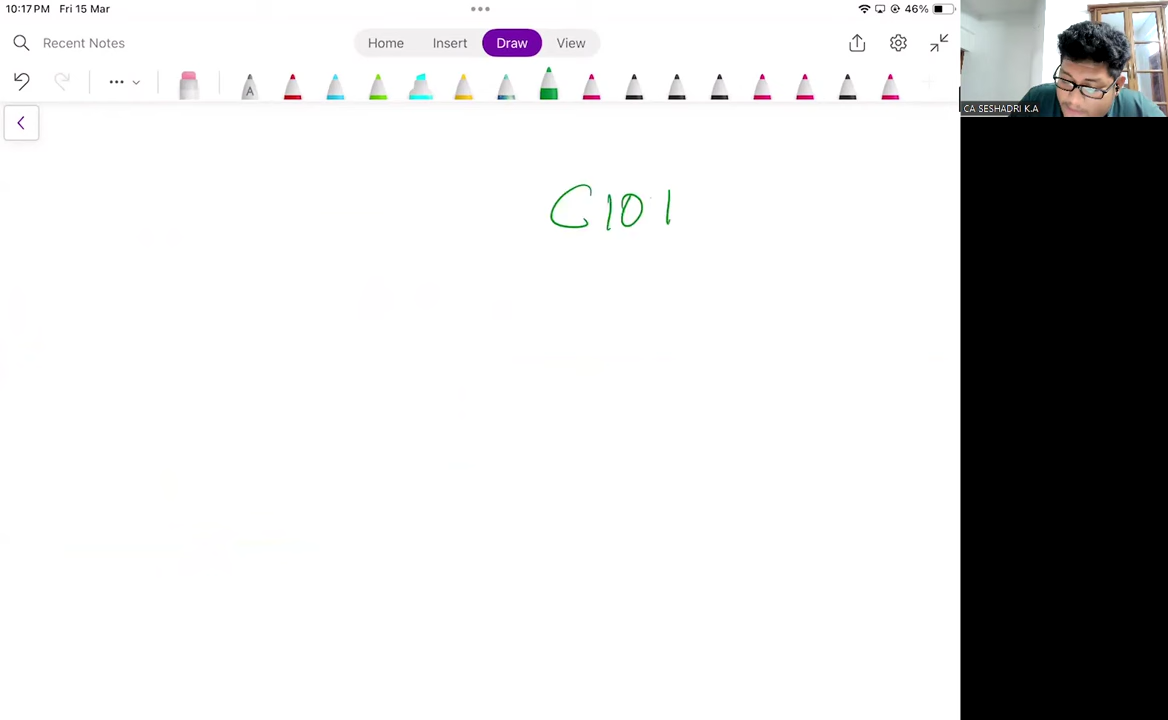 10:17 PM Fri 15 Mar
46%
Recent Notes
Home Insert Draw View
A
CA SESHADRI K.A
C101